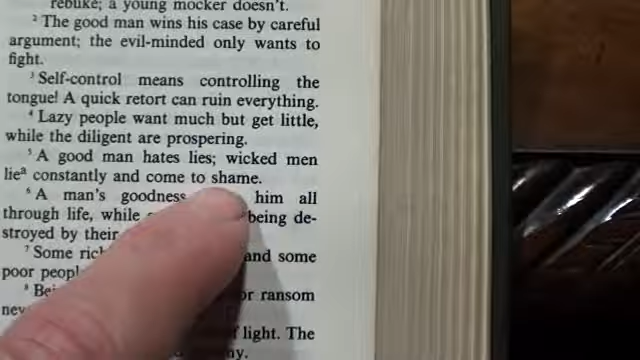 rebuke; a young mocker doesn't.
2 The good man wins his case by careful
argument; the evil-minded only wants to
fight.
3 Self-control means controlling the
tongue! A quick retort can ruin everything.
4 Lazy people want much but get little,
while the diligent are prospering.
5 A good man hates lies; wicked men
lieª constantly and come to shame.
6 A man's goodness him all
through life, while being de-
stroyed by their
7 Some and some
poor
8 or ransom
light. The